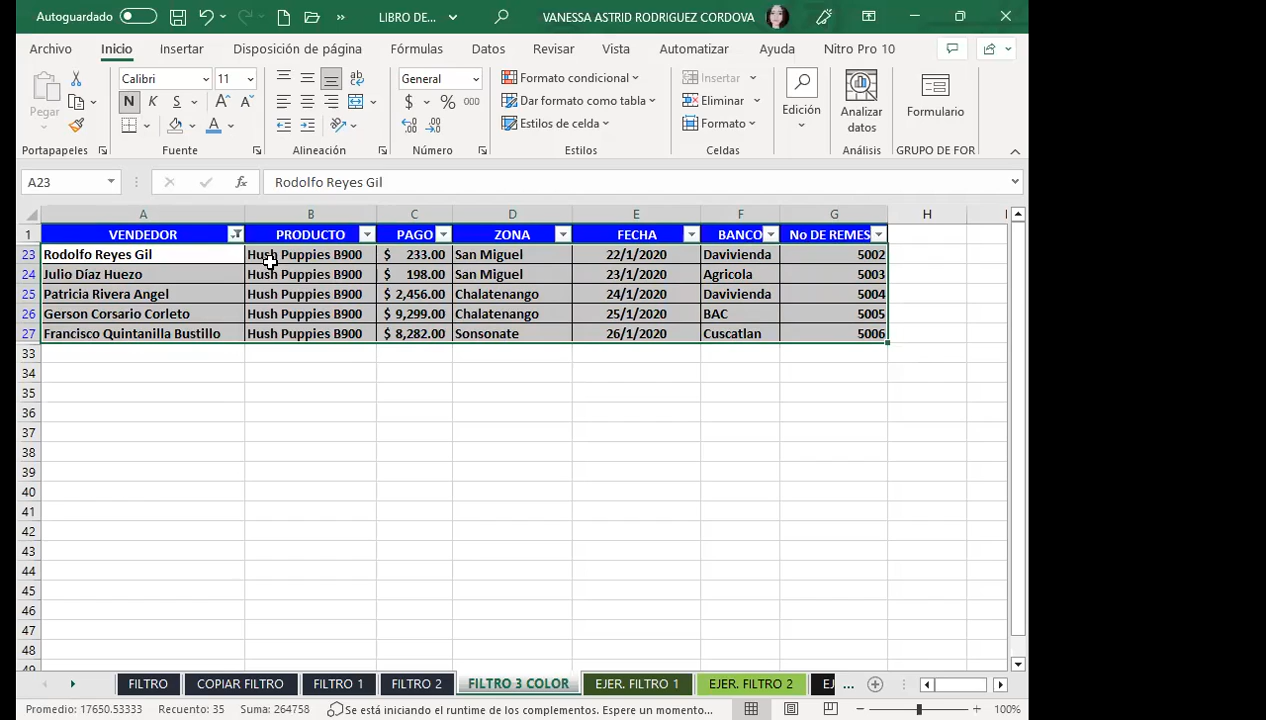 Autoguardado
LIBRO DE...
VANESSA ASTRID RODRIGUEZ CORDOVA
Archivo Inicio Insertar Disposición de página Fórmulas Datos Revisar Vista Automatizar Ayuda Nitro Pro 10
Calibri 11 General Formato condicional Insertar
Pegar N K S $ % 000 Dar formato como tabla Eliminar Edición Analizar datos Formulario
Estilos de celda Formato
Portapapeles Fuente Alineación Número Estilos Celdas Análisis GRUPO DE FOR
A23 fx Rodolfo Reyes Gil
A B C D E F G H I
1 VENDEDOR PRODUCTO PAGO ZONA FECHA BANCO No DE REMES
23 Rodolfo Reyes Gil Hush Puppies B900 $ 233.00 San Miguel 22/1/2020 Davivienda 5002
24 Julio Díaz Huezo Hush Puppies B900 $ 198.00 San Miguel 23/1/2020 Agricola 5003
25 Patricia Rivera Angel Hush Puppies B900 $ 2,456.00 Chalatenango 24/1/2020 Davivienda 5004
26 Gerson Corsario Corleto Hush Puppies B900 $ 9,299.00 Chalatenango 25/1/2020 BAC 5005
27 Francisco Quintanilla Bustillo Hush Puppies B900 $ 8,282.00 Sonsonate 26/1/2020 Cuscatlan 5006
33
34
35
36
37
38
39
40
41
42
43
44
45
46
47
48
49
FILTRO COPIAR FILTRO FILTRO 1 FILTRO 2 FILTRO 3 COLOR EJER. FILTRO 1 EJER. FILTRO 2 EJ ...
Promedio: 17650.53333 Recuento: 35 Suma: 264758 Se está iniciando el runtime de los complementos. Espere un momento... 100%